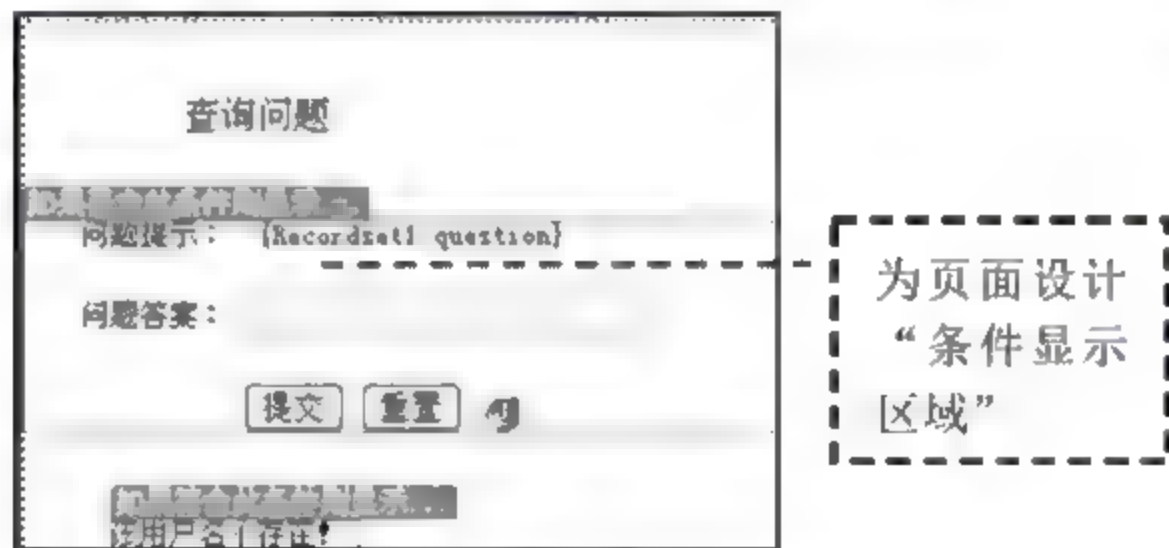 查询问题
问题提示： {Recordset1 question}
问题答案：
提交 重置
为页面设计
“条件显示
区域”